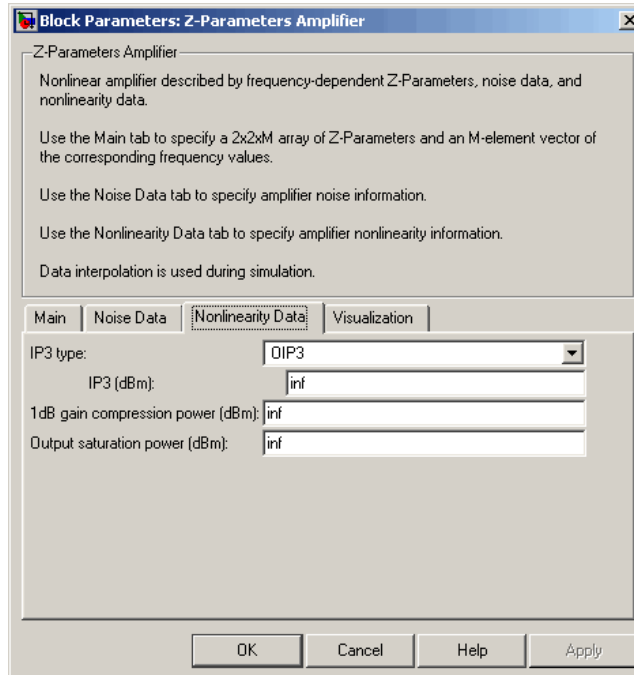 Block Parameters: Z-Parameters Amplifier
Z-Parameters Amplifier
Nonlinear amplifier described by frequency-dependent Z-Parameters, noise data, and
nonlinearity data.
Use the Main tab to specify a 2x2xM array of Z-Parameters and an M-element vector of
the corresponding frequency values.
Use the Noise Data tab to specify amplifier noise information.
Use the Nonlinearity Data tab to specify amplifier nonlinearity information.
Data interpolation is used during simulation.
Main Noise Data Nonlinearity Data Visualization
IP3 type: OIP3
IP3 (dBm): inf
1dB gain compression power (dBm): inf
Output saturation power (dBm): inf
OK Cancel Help Apply